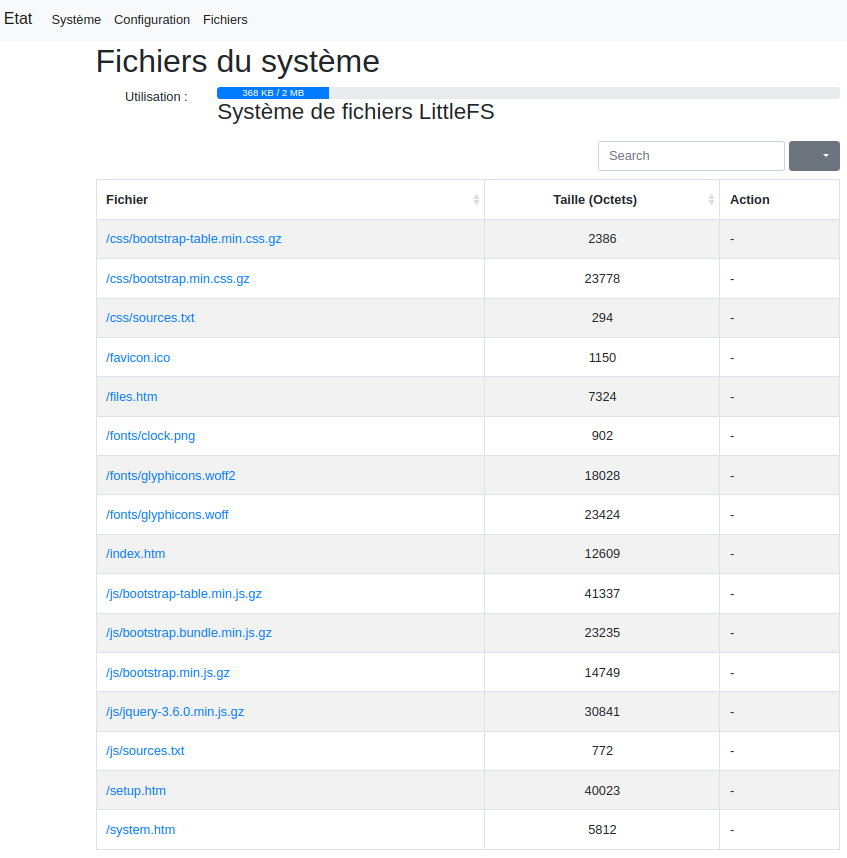 Etat Système Configuration Fichiers
Fichiers du système
Utilisation : 368 KB / 2 MB
Système de fichiers LittleFS
Search
Fichier Taille (Octets) Action
/css/bootstrap-table.min.css.gz 2386 -
/css/bootstrap.min.css.gz 23778 -
/css/sources.txt 294 -
/favicon.ico 1150 -
/files.htm 7324 -
/fonts/clock.png 902 -
/fonts/glyphicons.woff2 18028 -
/fonts/glyphicons.woff 23424 -
/index.htm 12609 -
/js/bootstrap-table.min.js.gz 41337 -
/js/bootstrap.bundle.min.js.gz 23235 -
/js/bootstrap.min.js.gz 14749 -
/js/jquery-3.6.0.min.js.gz 30841 -
/js/sources.txt 772 -
/setup.htm 40023 -
/system.htm 5812 -